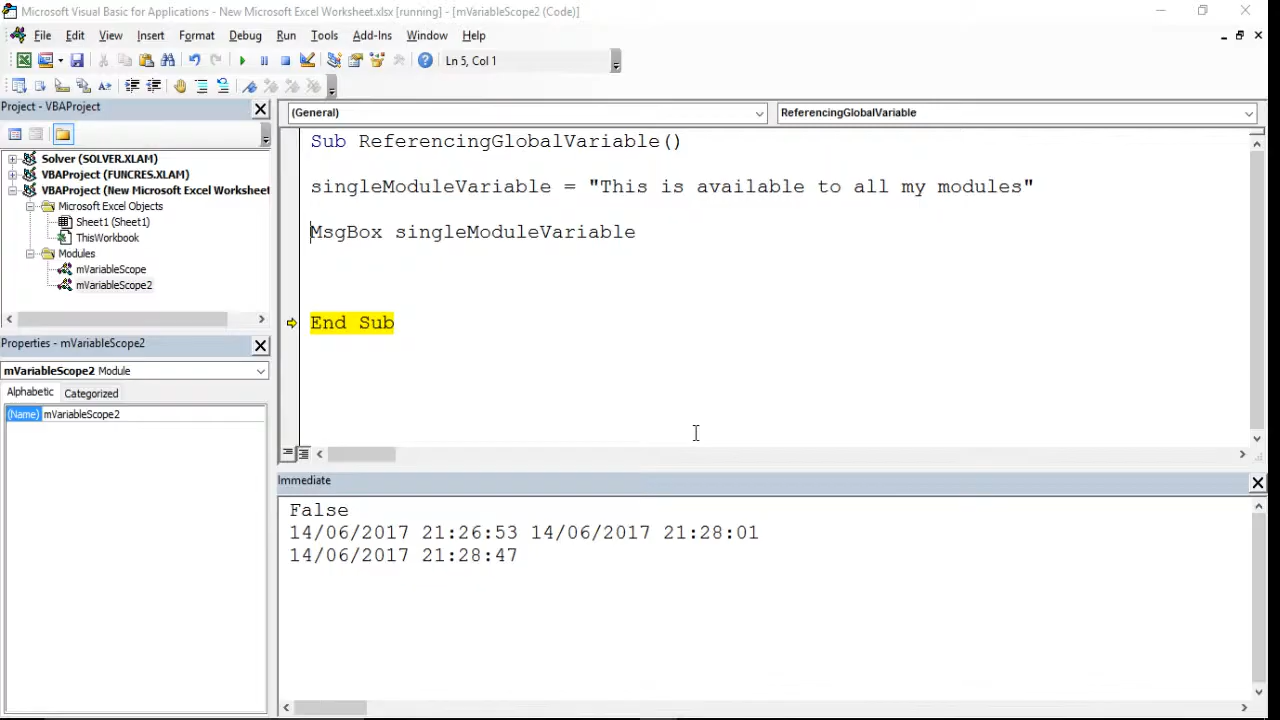 Microsoft Visual Basic for Applications - New Microsoft Excel Worksheet.xlsx [running] - [mVariableScope2 (Code)]
File Edit View Insert Format Debug Run Tools Add-Ins Window Help
Ln 5, Col 1
Project - VBAProject
(General)
ReferencingGlobalVariable
Solver (SOLVER.XLAM)
VBAProject (FUNCRES.XLAM)
VBAProject (New Microsoft Excel Worksheet
Microsoft Excel Objects
Sheet1 (Sheet1)
ThisWorkbook
Modules
mVariableScope
mVariableScope2
Properties - mVariableScope2
mVariableScope2 Module
Alphabetic Categorized
(Name) mVariableScope2
Sub ReferencingGlobalVariable()
singleModuleVariable = "This is available to all my modules"
MsgBox singleModuleVariable
End Sub
Immediate
False
14/06/2017 21:26:53 14/06/2017 21:28:01
14/06/2017 21:28:47